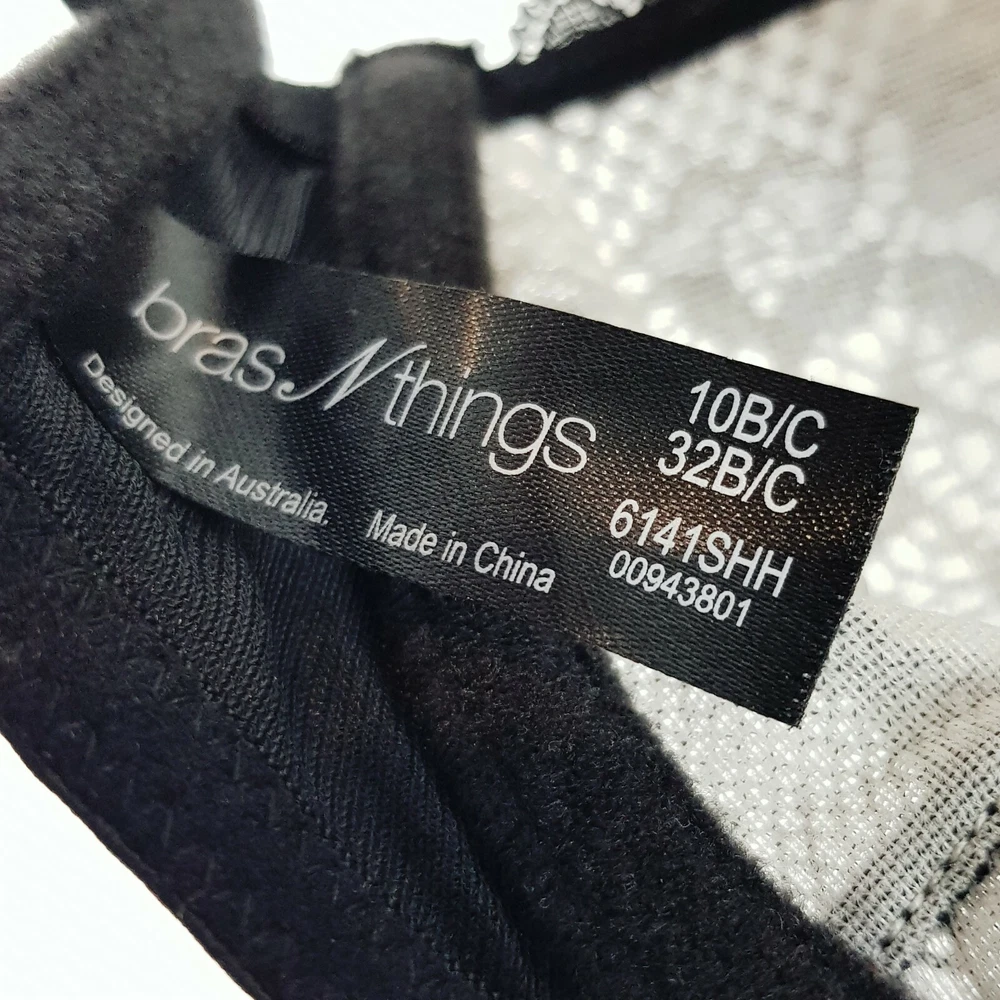 bras N things
Designed in Australia. Made in China
10B/C
32B/C
6141SHH
00943801